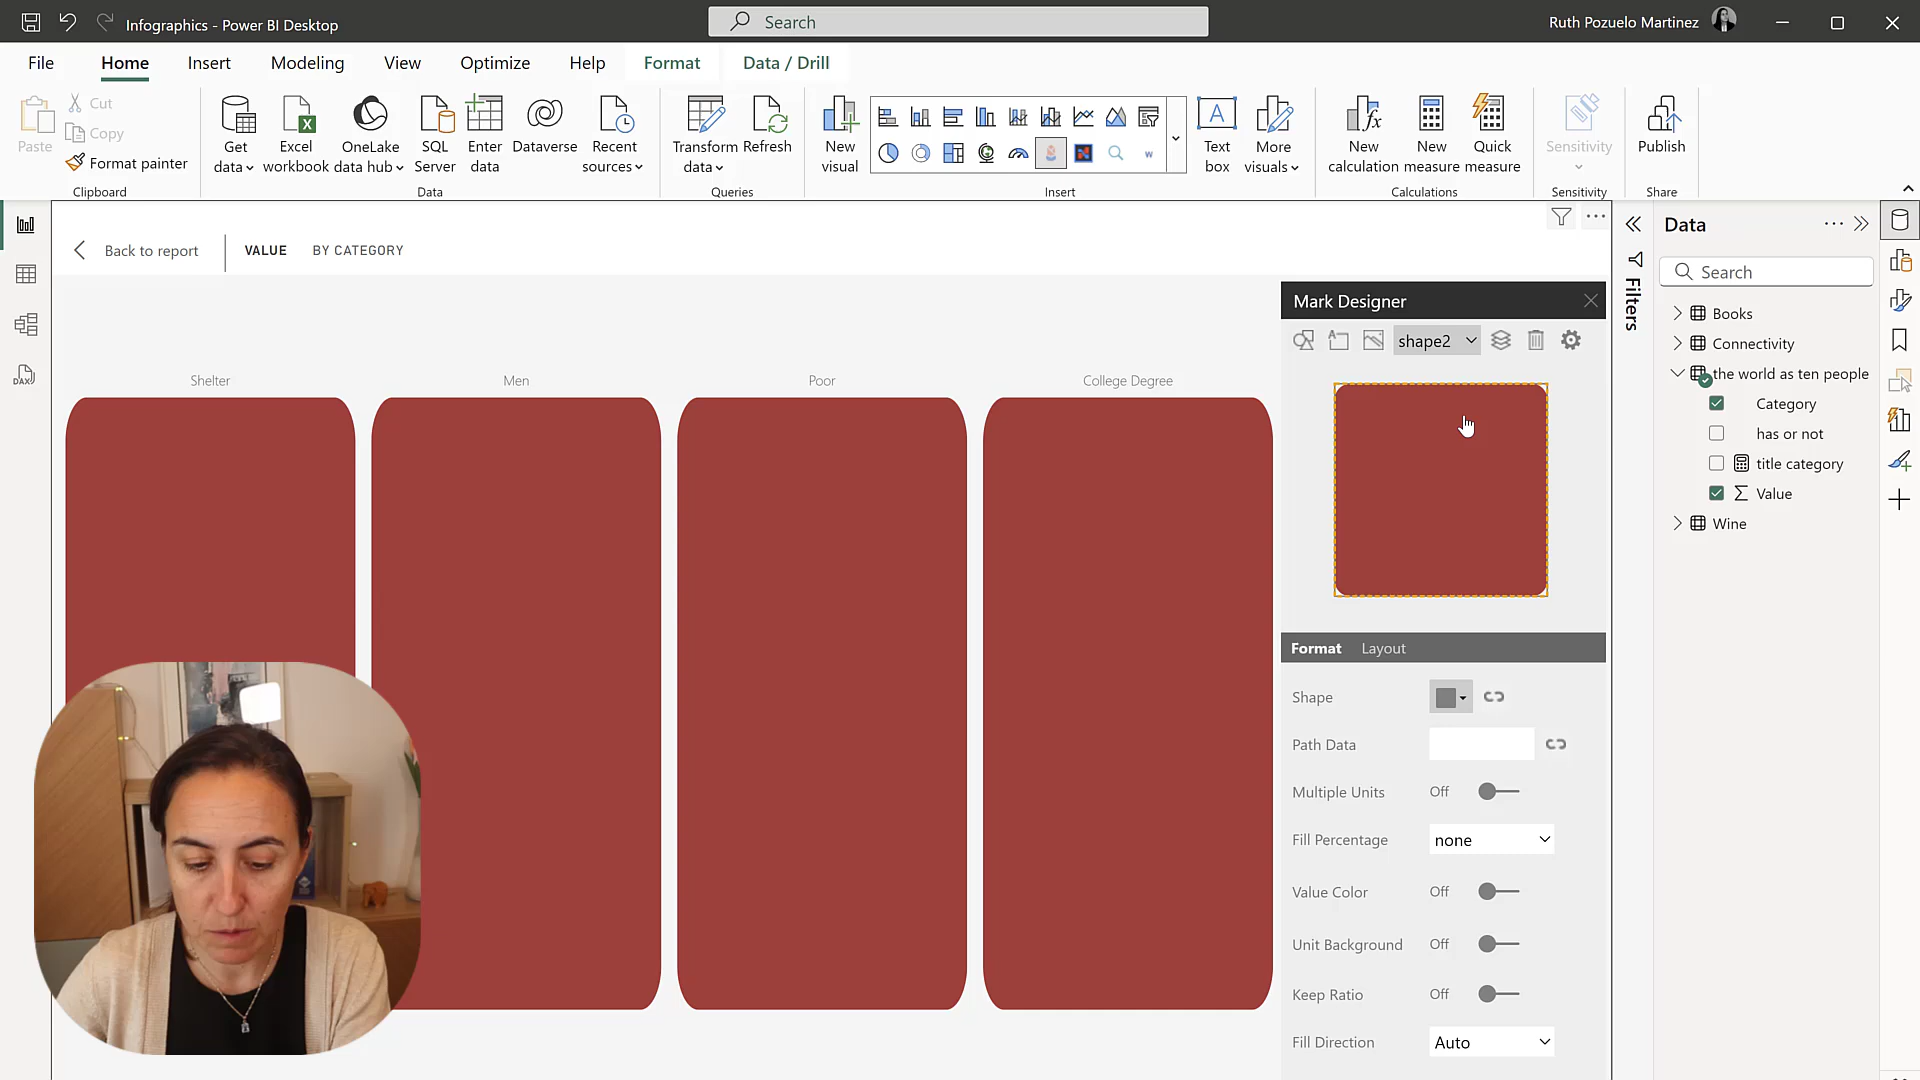 Infographics - Power BI Desktop
Search
Ruth Pozuelo Martinez
File
Home
Insert
Modeling
View
Optimize
Help
Format
Data / Drill
Paste
Cut
Copy
Format painter
Clipboard
Get data
Excel workbook
OneLake data hub
SQL Server
Enter data
Dataverse
Recent sources
Data
Transform data
Refresh
Queries
New visual
Text box
More visuals
Insert
New calculation
New measure
Quick measure
Calculations
Sensitivity
Sensitivity
Publish
Share
Back to report
VALUE
BY CATEGORY
Shelter
Men
Poor
College Degree
Mark Designer
shape2
Format
Layout
Shape
Path Data
Multiple Units
Off
Fill Percentage
none
Value Color
Off
Unit Background
Off
Keep Ratio
Off
Fill Direction
Auto
Filters
Data
Search
Books
Connectivity
the world as ten people
Category
has or not
title category
Value
Wine
DAX